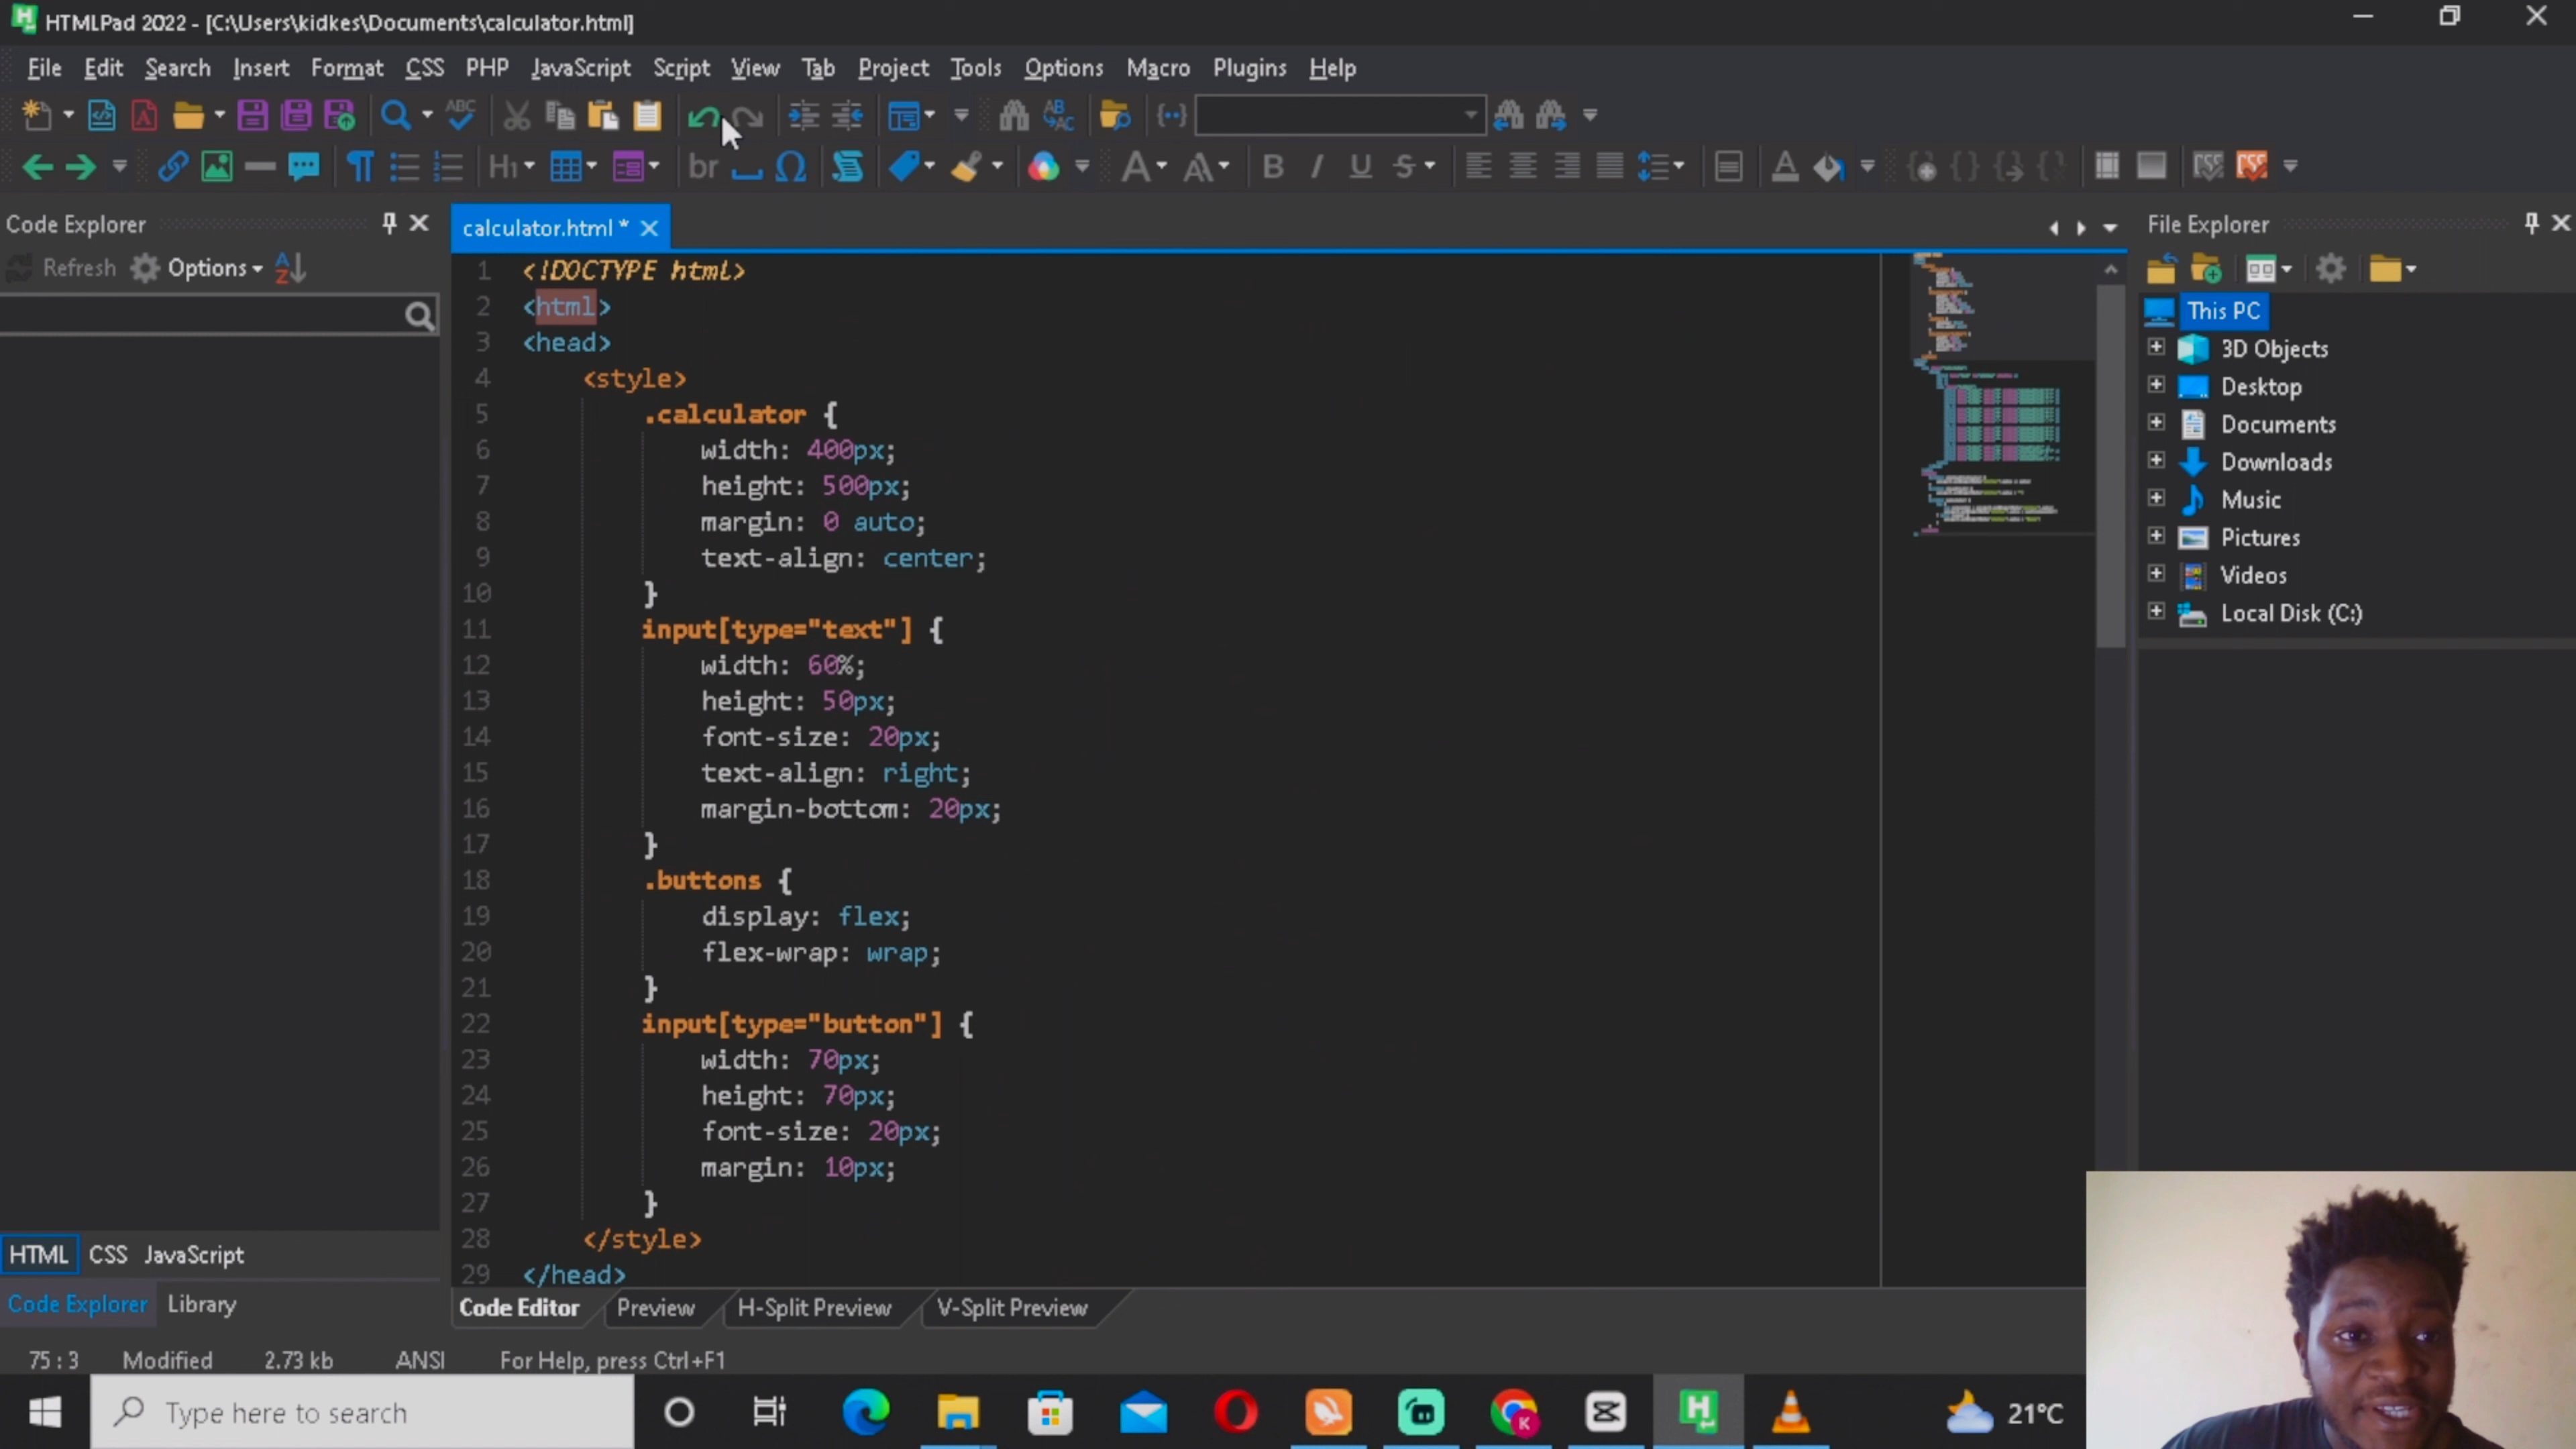 HTMLPad 2022 - [C:\Users\kidkes\Documents\calculator.html]
File Edit Search Insert Format CSS PHP JavaScript Script View Tab Project Tools Options Macro Plugins Help
ABC
AB
AC
H1 br Ω A A B I U S A CSS CSS
Code Explorer
calculator.html *
File Explorer
Refresh Options A Z
1 <!DOCTYPE html>
2 <html>
3 <head>
4 <style>
5 .calculator {
6 width: 400px;
7 height: 500px;
8 margin: 0 auto;
9 text-align: center;
10 }
11 input[type="text"] {
12 width: 60%;
13 height: 50px;
14 font-size: 20px;
15 text-align: right;
16 margin-bottom: 20px;
17 }
18 .buttons {
19 display: flex;
20 flex-wrap: wrap;
21 }
22 input[type="button"] {
23 width: 70px;
24 height: 70px;
25 font-size: 20px;
26 margin: 10px;
27 }
28 </style>
29 </head>
This PC
3D Objects
Desktop
Documents
Downloads
Music
Pictures
Videos
Local Disk (C:)
HTML CSS JavaScript
Code Explorer Library
Code Editor Preview H-Split Preview V-Split Preview
75 : 3 Modified 2.73 kb ANSI For Help, press Ctrl+F1
Type here to search
K
H
21°C